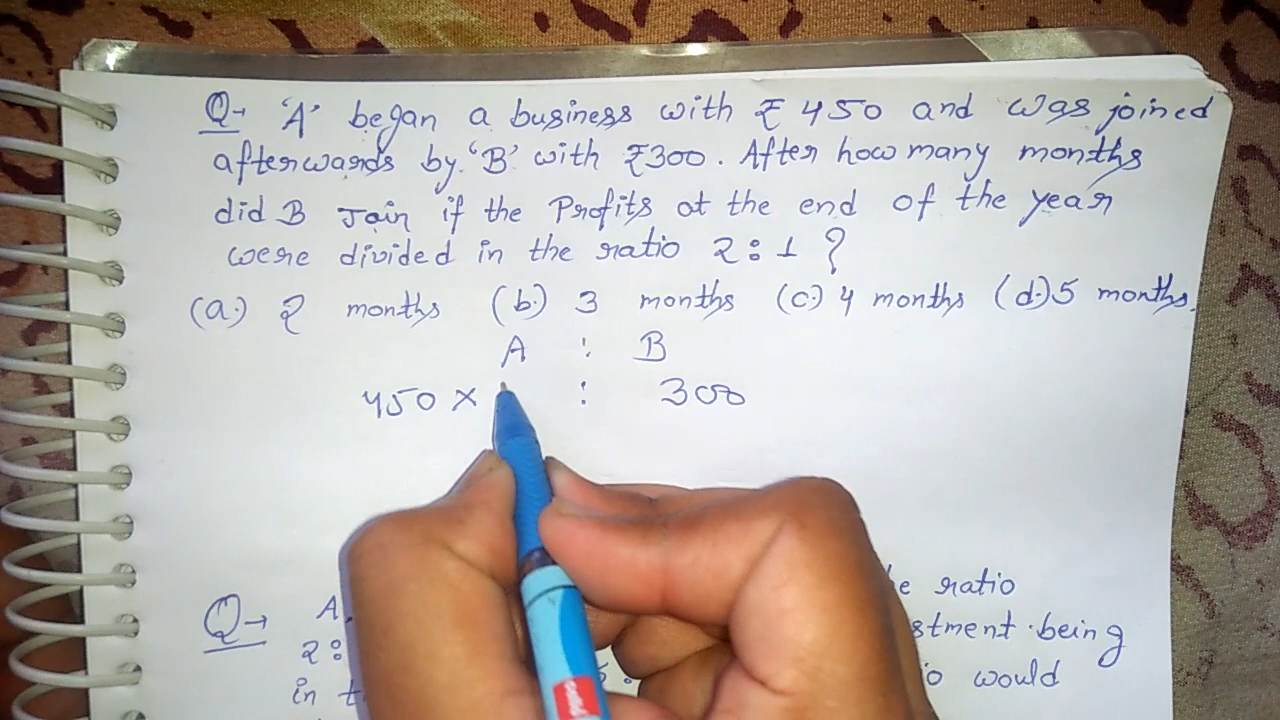 Q→ 'A' began a business with ₹ 450 and was joined
afterwards by 'B' with ₹300. After how many months
did B Join if the Profits at the end of the year
were divided in the ratio 2:1 ?
(a.) 2 months (b.) 3 months (c.) 4 months (d.) 5 months.
A : B
450 × : 300
ratio
Q→ A
being
2:
in would